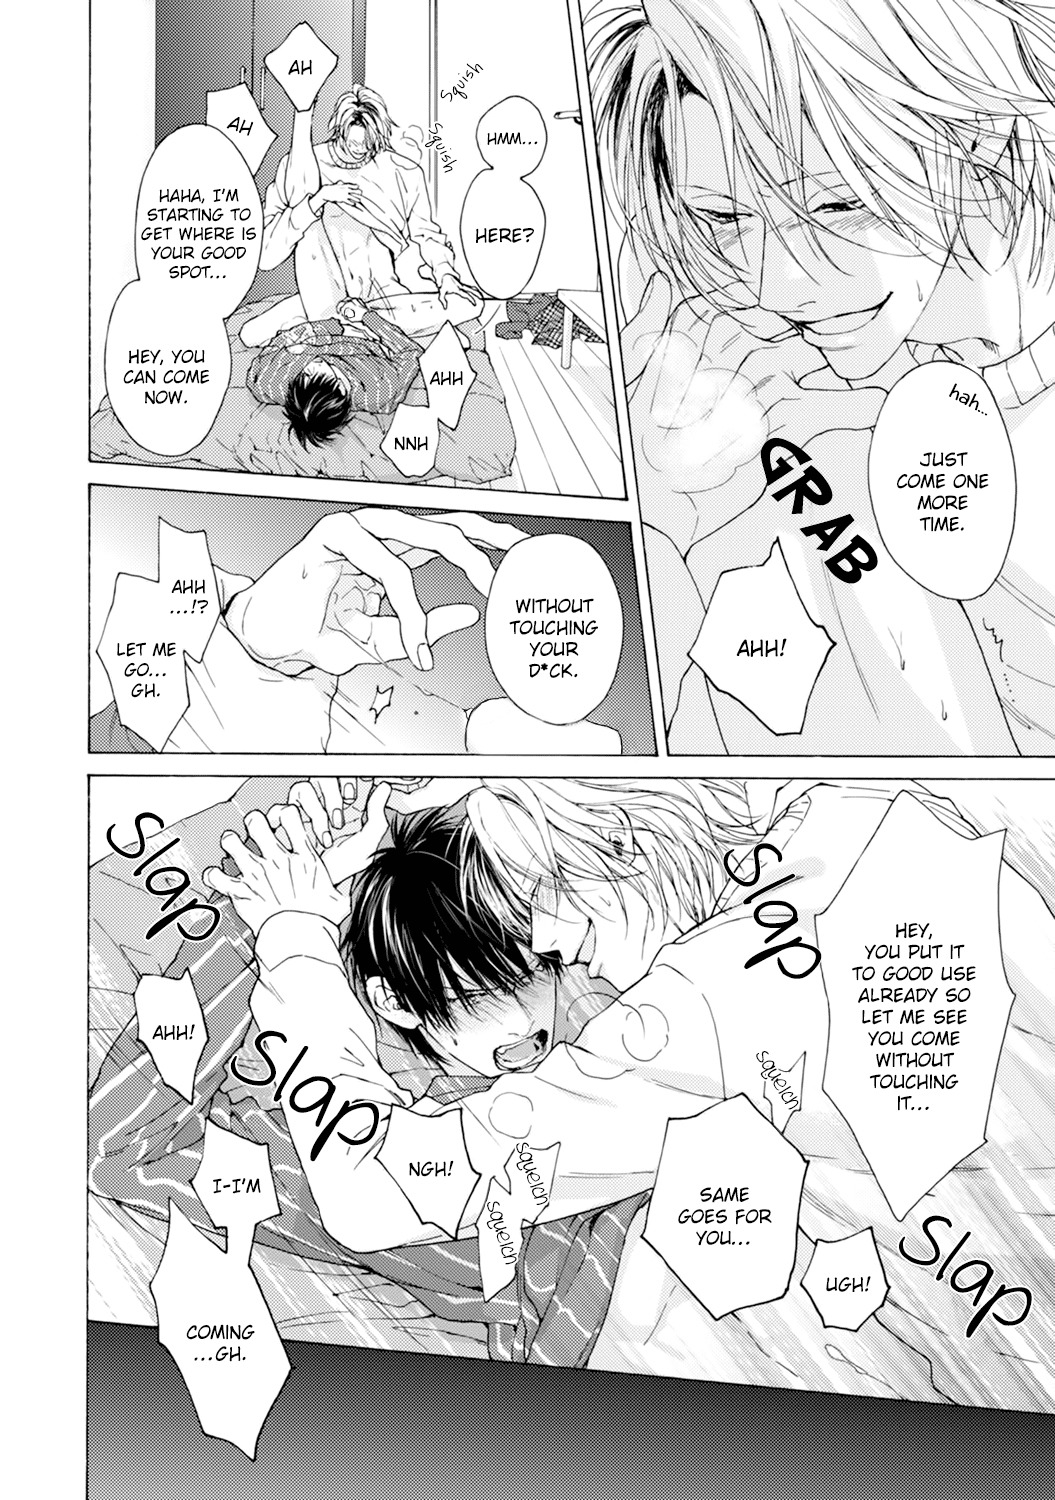 hah...
JUST
COME ONE
MORE
TIME.
GRAB
AHH!
Squish
Squish
HMM...
HERE?
AH
AH
HAHA, I'M
STARTING TO
GET WHERE IS
YOUR GOOD
SPOT...
HEY, YOU
CAN COME
NOW.
AHH
NNH
WITHOUT
TOUCHING
YOUR
D*CK.
AHH
...!?
LET ME
GO...
GH.
HEY,
YOU PUT IT
TO GOOD USE
ALREADY SO
LET ME SEE
YOU COME
WITHOUT
TOUCHING
IT...
Slap
Slap
Slap
Slap
squelch
squelch
squelch
SAME
GOES FOR
YOU...
UGH!
NGH!
AHH!
I-I'M
COMING
...GH.